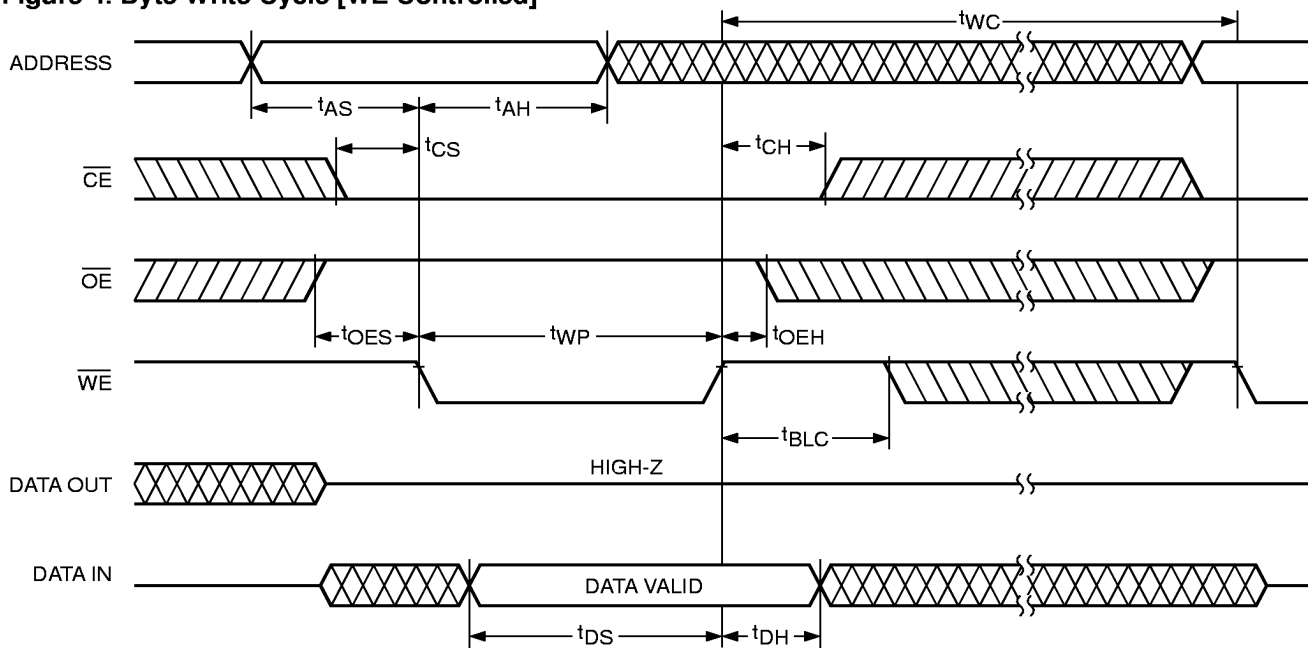 Figure 4. Byte Write Cycle [WE Controlled]
tWC
ADDRESS
tAS
tAH
tCS
tCH
CE
OE
tOES
tWP
tOEH
WE
tBLC
HIGH-Z
DATA OUT
DATA IN
DATA VALID
tDS
tDH